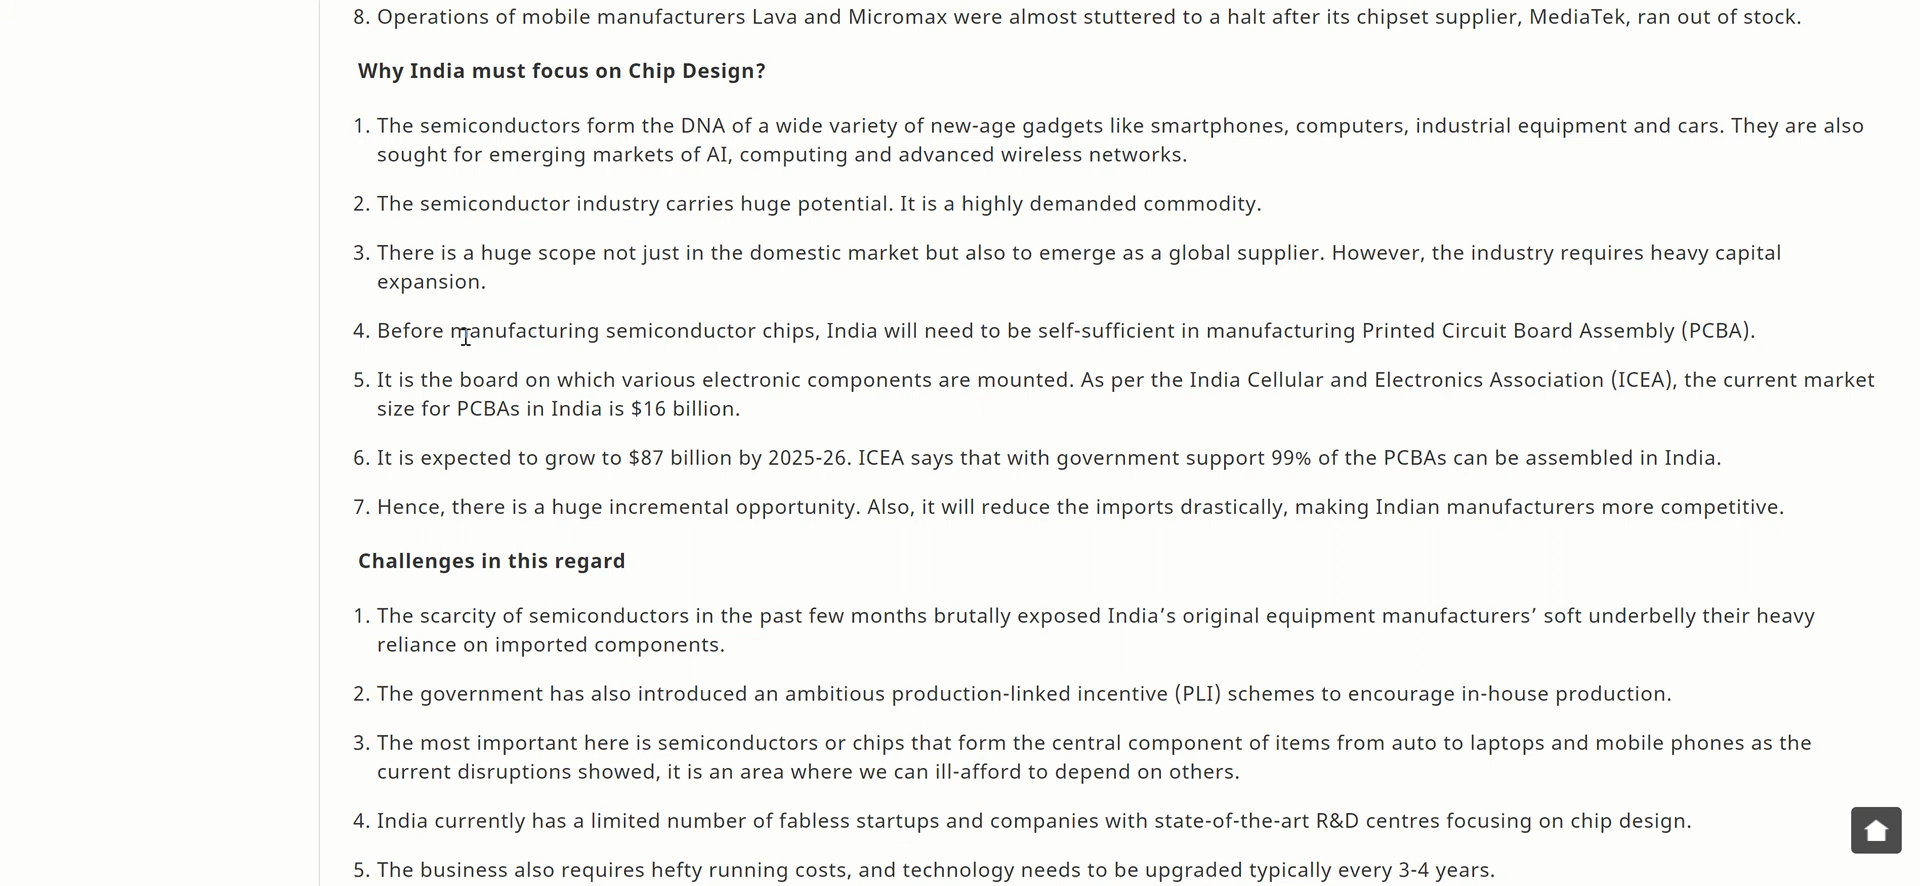 8. Operations of mobile manufacturers Lava and Micromax were almost stuttered to a halt after its chipset supplier, MediaTek, ran out of stock.
Why India must focus on Chip Design?
1. The semiconductors form the DNA of a wide variety of new-age gadgets like smartphones, computers, industrial equipment and cars. They are also
sought for emerging markets of AI, computing and advanced wireless networks.
2. The semiconductor industry carries huge potential. It is a highly demanded commodity.
3. There is a huge scope not just in the domestic market but also to emerge as a global supplier. However, the industry requires heavy capital
expansion.
4. Before manufacturing semiconductor chips, India will need to be self-sufficient in manufacturing Printed Circuit Board Assembly (PCBA).
5. It is the board on which various electronic components are mounted. As per the India Cellular and Electronics Association (ICEA), the current market
size for PCBAs in India is $16 billion.
6. It is expected to grow to $87 billion by 2025-26. ICEA says that with government support 99% of the PCBAs can be assembled in India.
7. Hence, there is a huge incremental opportunity. Also, it will reduce the imports drastically, making Indian manufacturers more competitive.
Challenges in this regard
1. The scarcity of semiconductors in the past few months brutally exposed India’s original equipment manufacturers’ soft underbelly their heavy
reliance on imported components.
2. The government has also introduced an ambitious production-linked incentive (PLI) schemes to encourage in-house production.
3. The most important here is semiconductors or chips that form the central component of items from auto to laptops and mobile phones as the
current disruptions showed, it is an area where we can ill-afford to depend on others.
4. India currently has a limited number of fabless startups and companies with state-of-the-art R&D centres focusing on chip design.
5. The business also requires hefty running costs, and technology needs to be upgraded typically every 3-4 years.